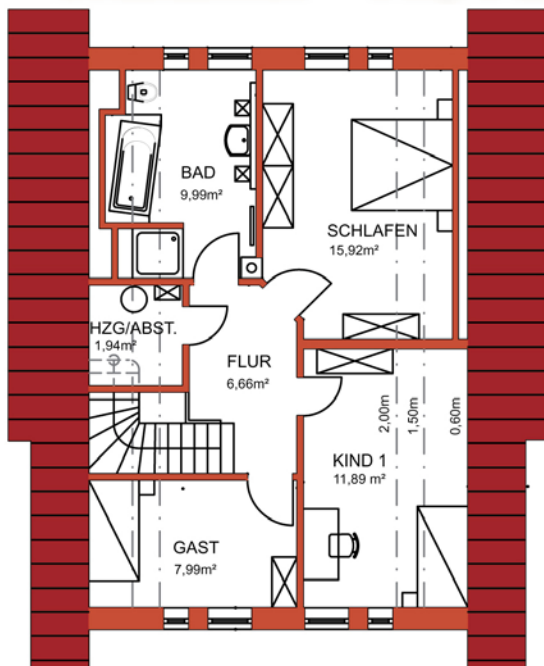 BAD
9,99m²
SCHLAFEN
15,92m²
HZG/ABST.
1,94m²
FLUR
6,66m²
2,00m
1,50m
0,60m
KIND 1
11,89 m²
GAST
7,99m²